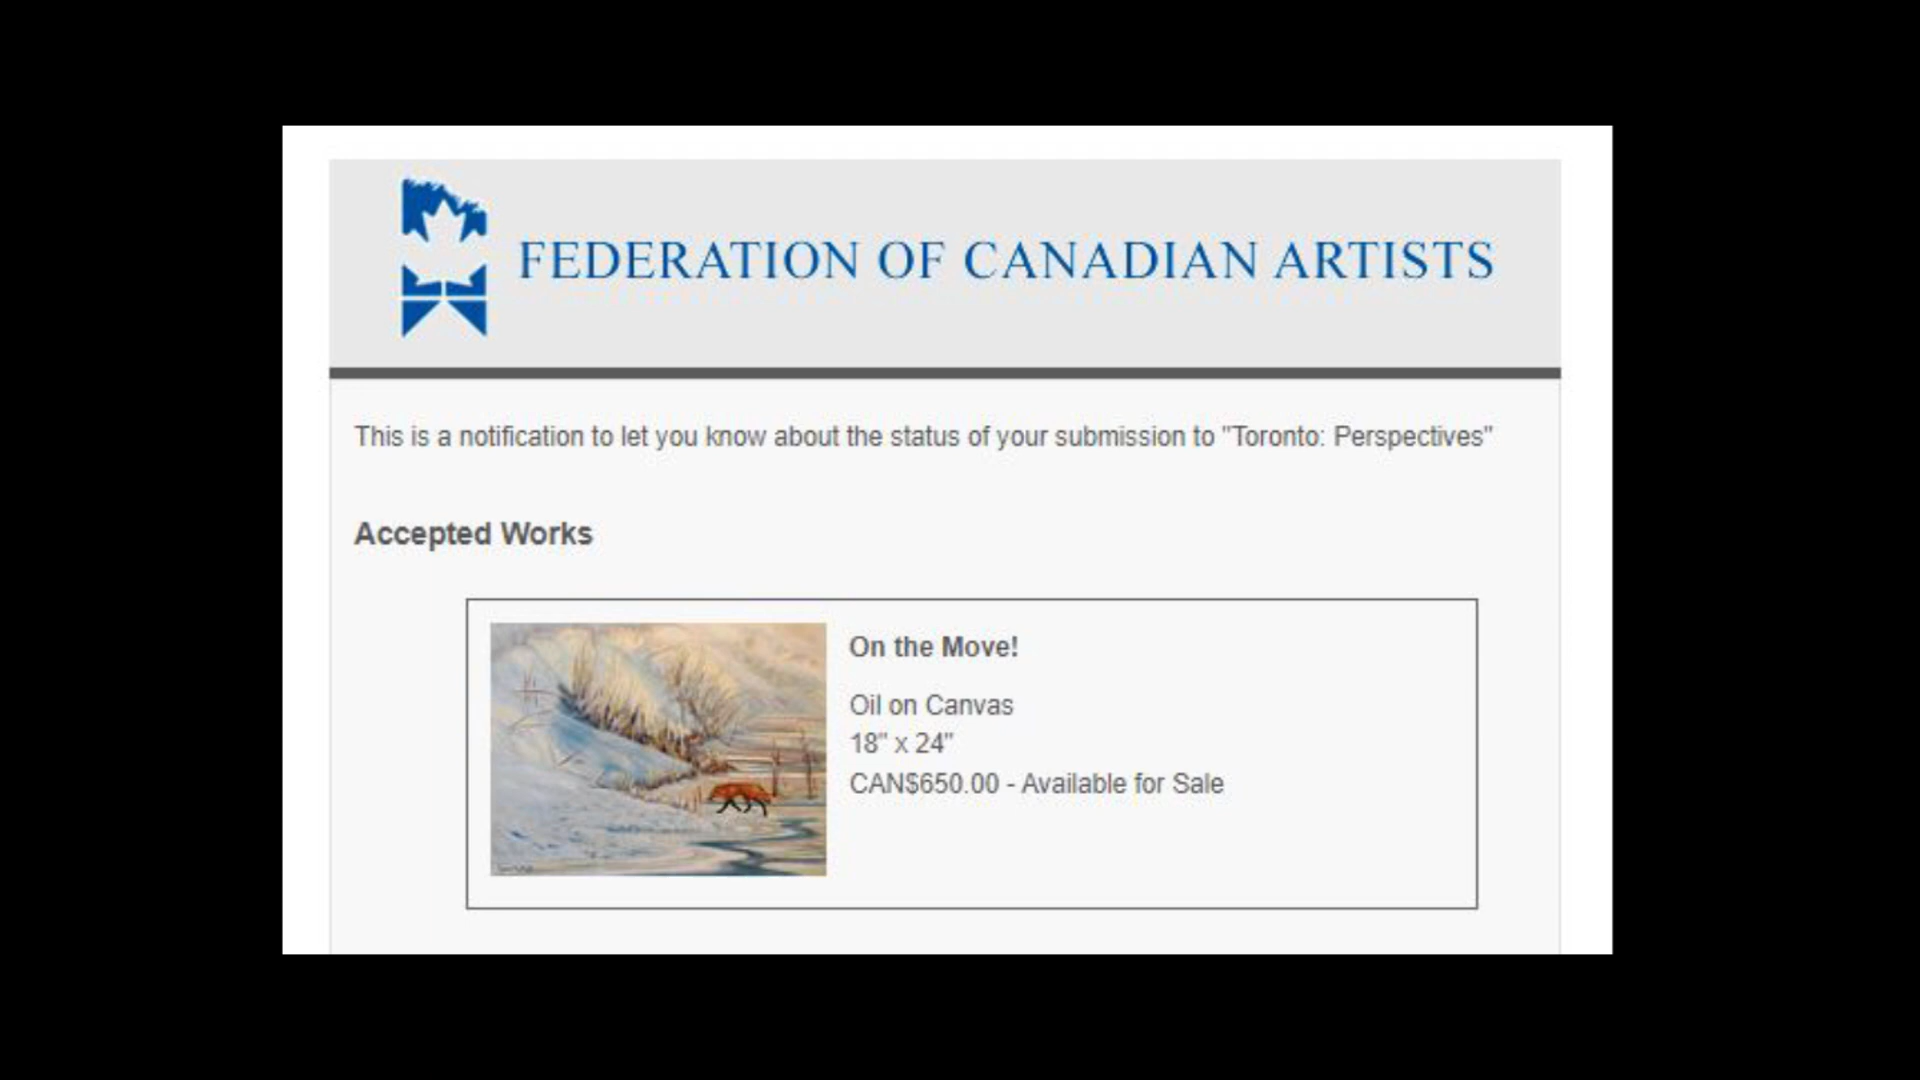 FEDERATION OF CANADIAN ARTISTS
This is a notification to let you know about the status of your submission to "Toronto: Perspectives"
Accepted Works
On the Move!
Oil on Canvas
18" x 24"
CAN$650.00 - Available for Sale